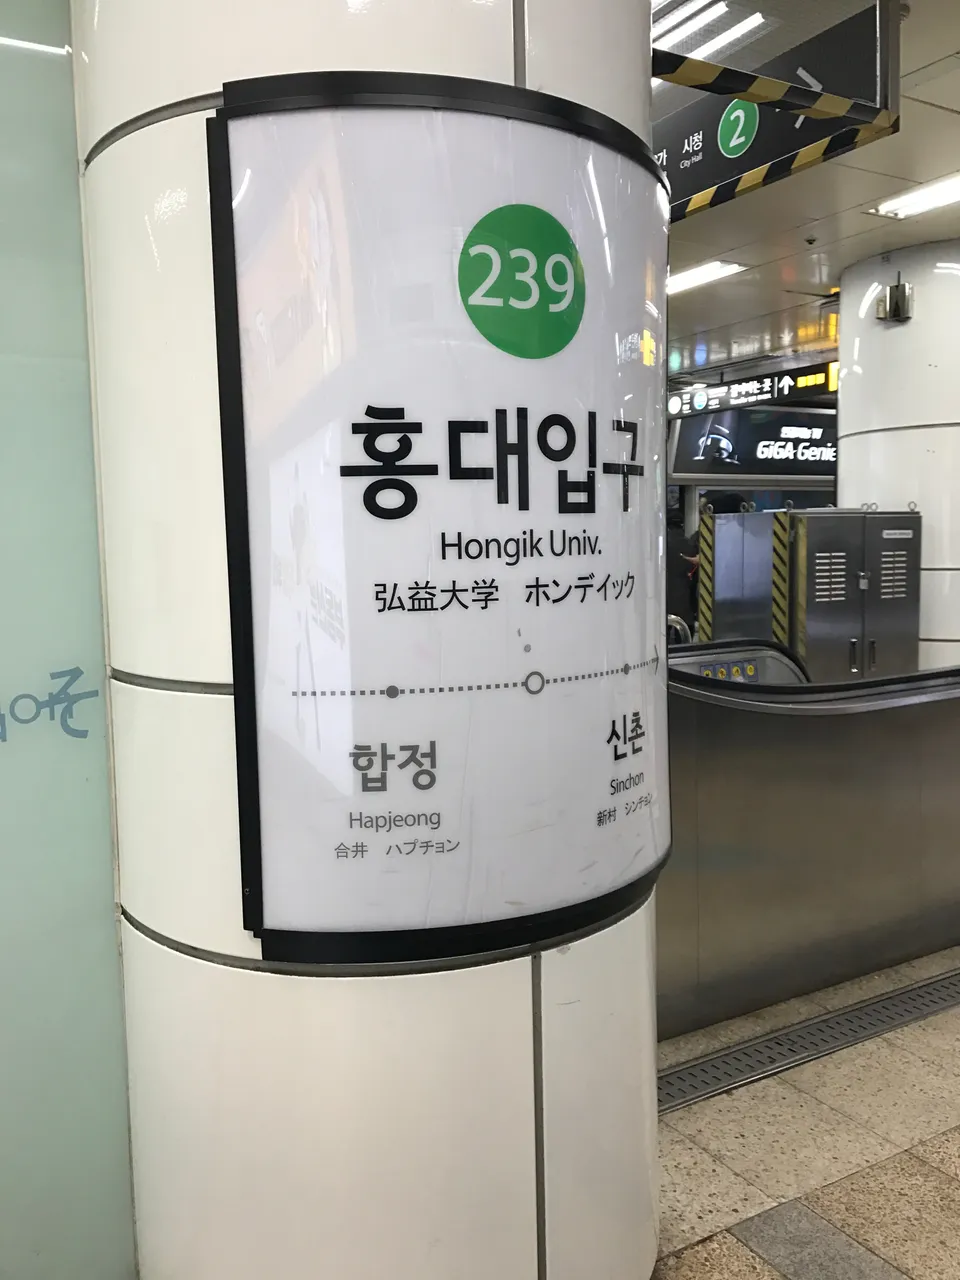 239
홍대입구
Hongik Univ.
弘益大学 ホンデイック
합정
Hapjeong
合井 ハプチョン
신촌
Sinchon
新村 シンチョン
시청
City Hall
2
GiGA Genie